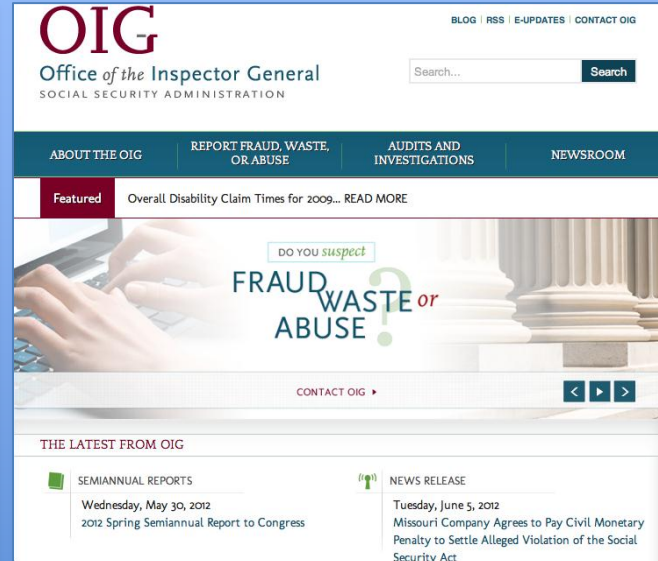 OIG
BLOG | RSS | E-UPDATES | CONTACT OIG
Office of the Inspector General
SOCIAL SECURITY ADMINISTRATION
Search...
Search
ABOUT THE OIG
REPORT FRAUD, WASTE,
OR ABUSE
AUDITS AND
INVESTIGATIONS
NEWSROOM
Featured
Overall Disability Claim Times for 2009... READ MORE
DO YOU suspect
FRAUD
WASTE or
ABUSE
?
CONTACT OIG
THE LATEST FROM OIG
SEMIANNUAL REPORTS
Wednesday, May 30, 2012
2012 Spring Semiannual Report to Congress
NEWS RELEASE
Tuesday, June 5, 2012
Missouri Company Agrees to Pay Civil Monetary
Penalty to Settle Alleged Violation of the Social
Security Act